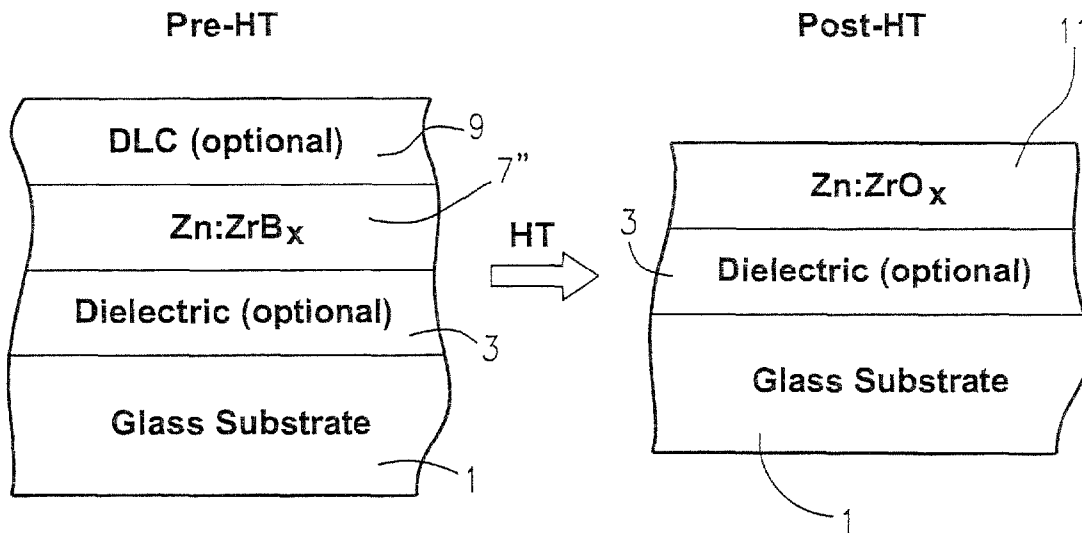 Pre-HT
DLC (optional)
9
Zn:ZrBx
7”
Dielectric (optional)
3
Glass Substrate
1
HT
Post-HT
11
Zn:ZrOx
3
Dielectric (optional)
Glass Substrate
1